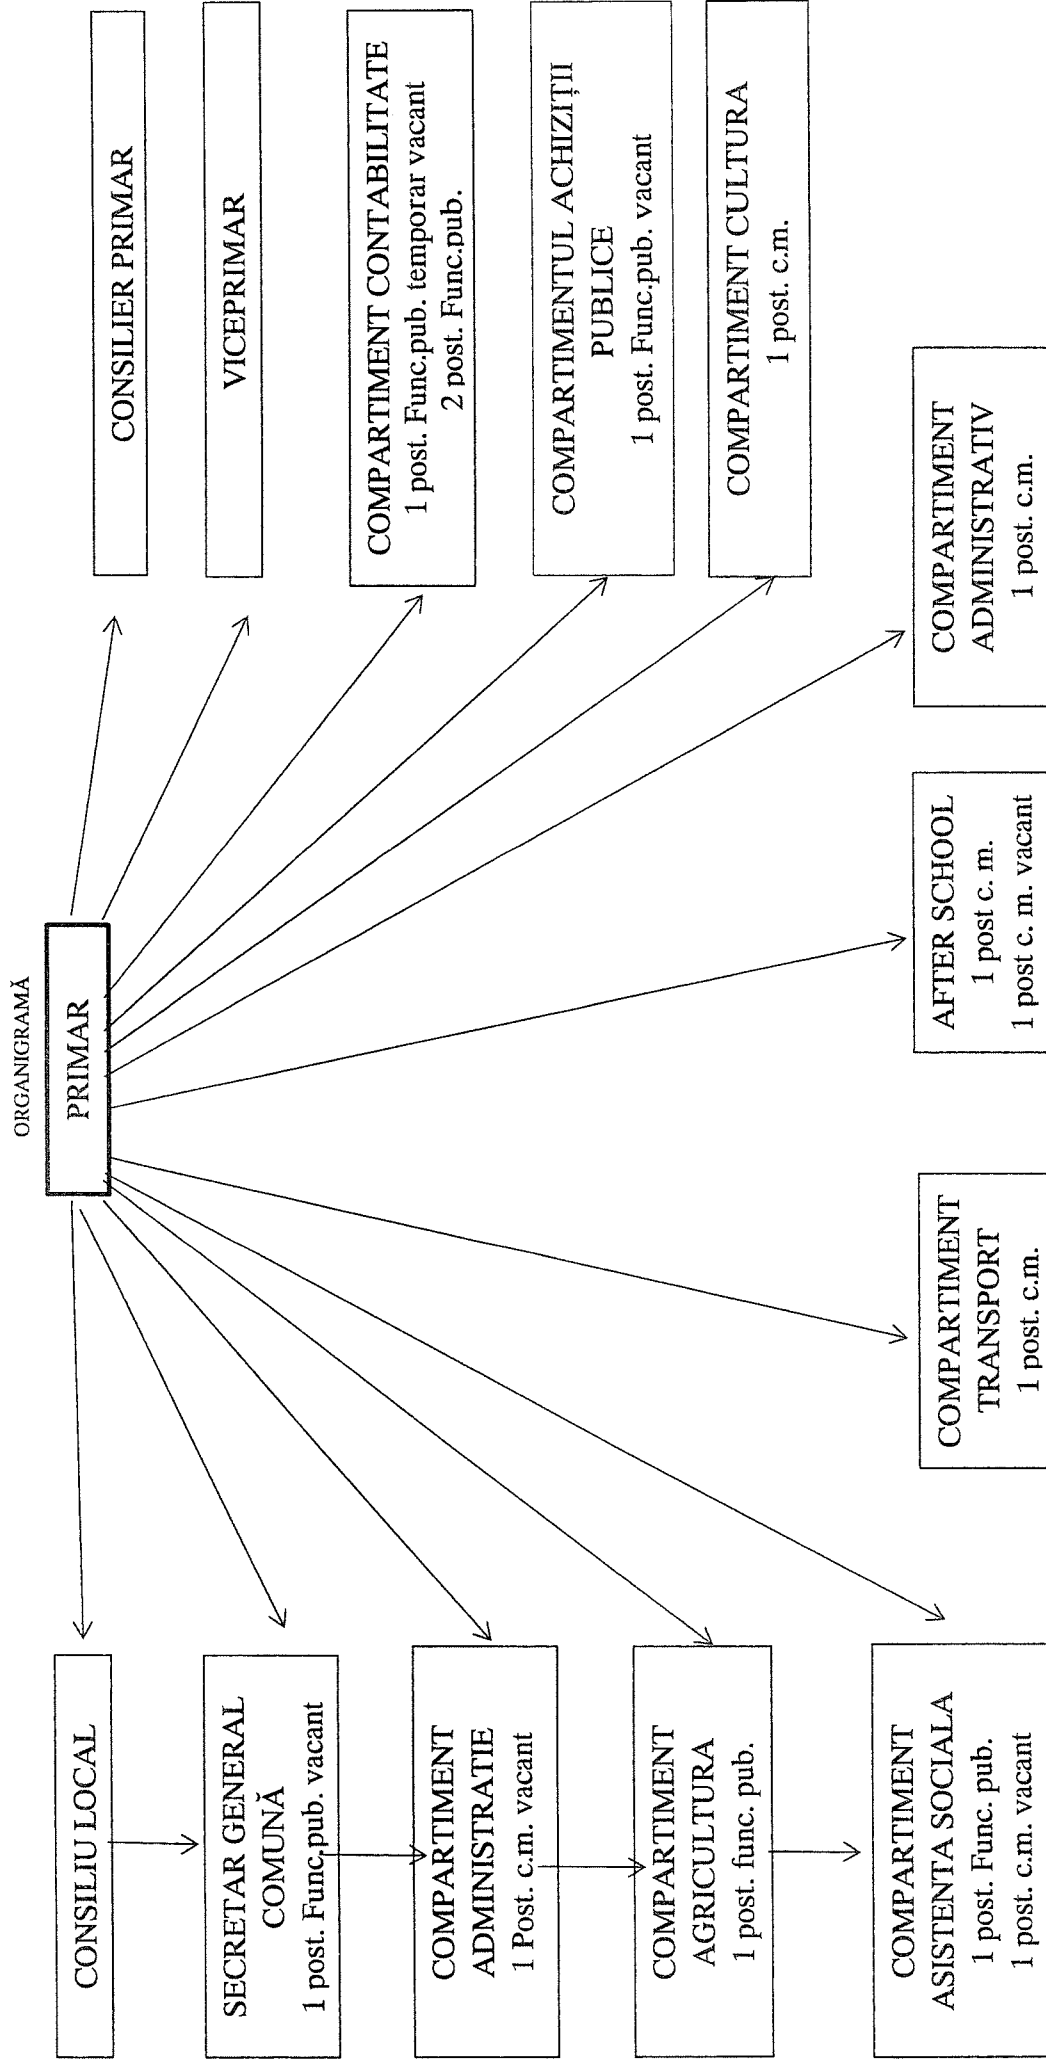 ORGANIGRAMĂ
PRIMAR
CONSILIU LOCAL
SECRETAR GENERAL
COMUNĂ
1 post. Func.pub. vacant
COMPARTIMENT
ADMINISTRATIE
1 Post. c.m. vacant
COMPARTIMENT
AGRICULTURA
1 post. func. pub.
COMPARTIMENT
ASISTENTA SOCIALA
1 post. Func. pub.
1 post. c.m. vacant
COMPARTIMENT
TRANSPORT
1 post. c.m.
AFTER SCHOOL
1 post c. m.
1 post c. m. vacant
COMPARTIMENT
ADMINISTRATIV
1 post. c.m.
CONSILIER PRIMAR
VICEPRIMAR
COMPARTIMENT CONTABILITATE
1 post. Func.pub. temporar vacant
2 post. Func.pub.
COMPARTIMENTUL ACHIZIȚII
PUBLICE
1 post. Func.pub. vacant
COMPARTIMENT CULTURA
1 post. c.m.